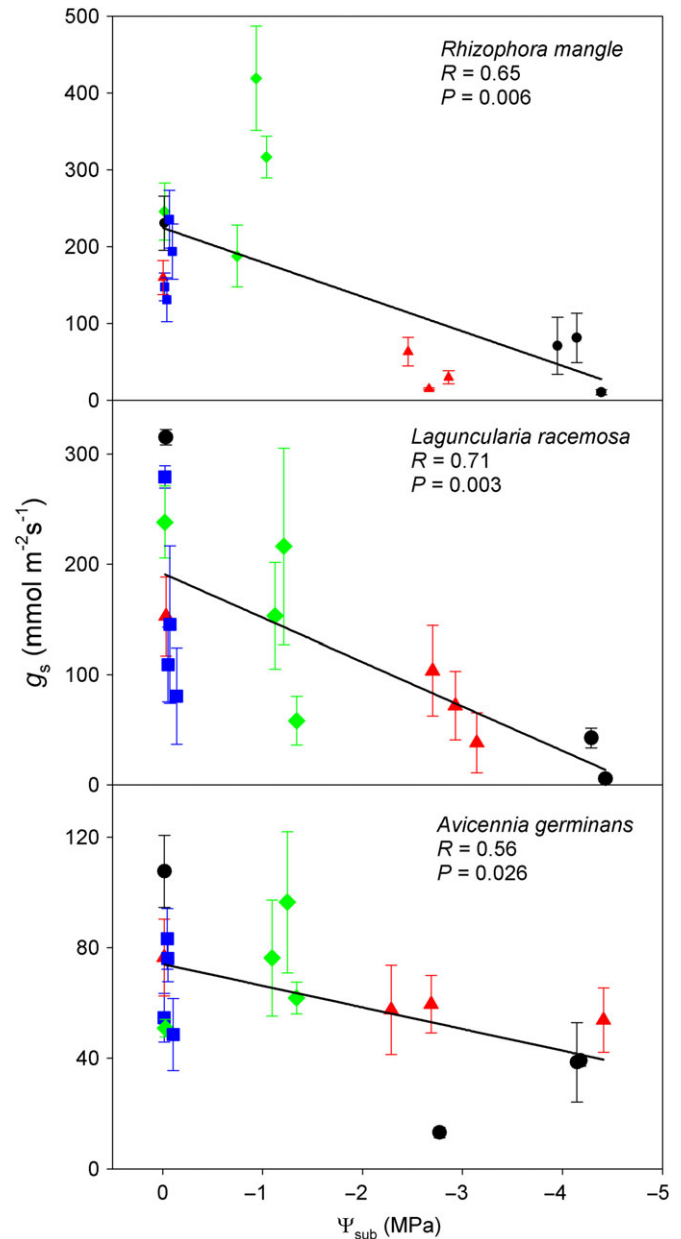 500
400
300
200
100
0
Rhizophora mangle
R = 0.65
P = 0.006
300
200
100
0
Laguncularia racemosa
R = 0.71
P = 0.003
gs (mmol m−2s−1)
120
80
40
0
Avicennia germinans
R = 0.56
P = 0.026
0 −1 −2 −3 −4 −5
Ψsub (MPa)